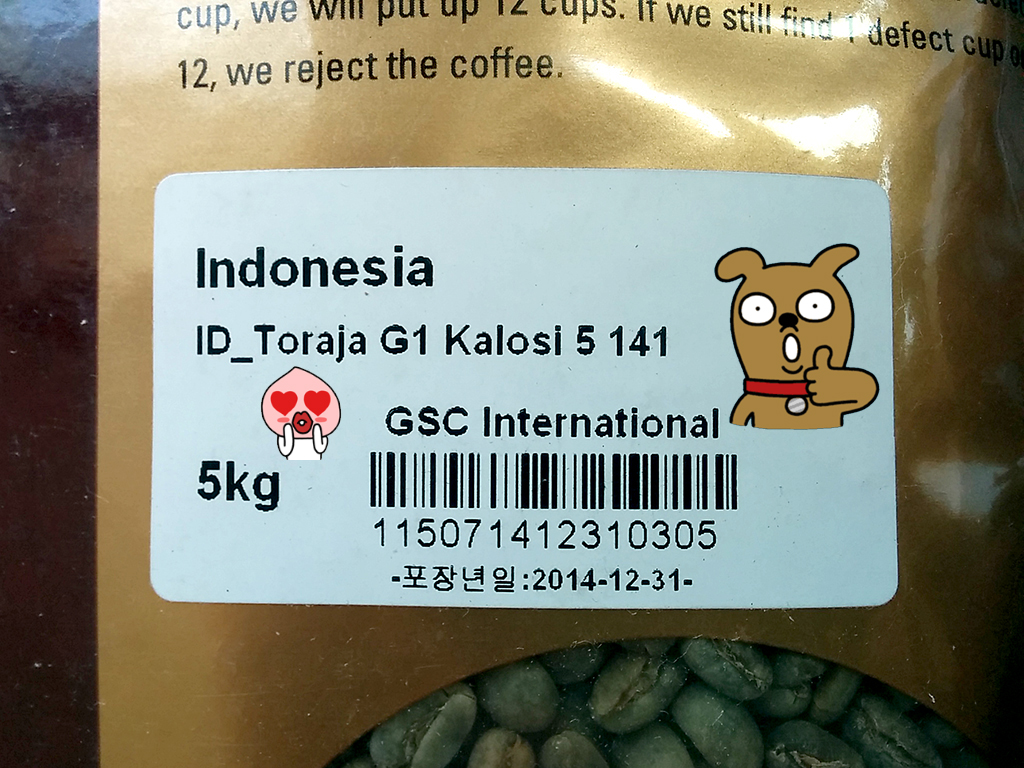 cup, we will put up 12 cups. If we still find 1 defect cup
12, we reject the coffee.
Indonesia
ID_Toraja G1 Kalosi 5 141
GSC International
5kg
115071412310305
-포장년일:2014-12-31-